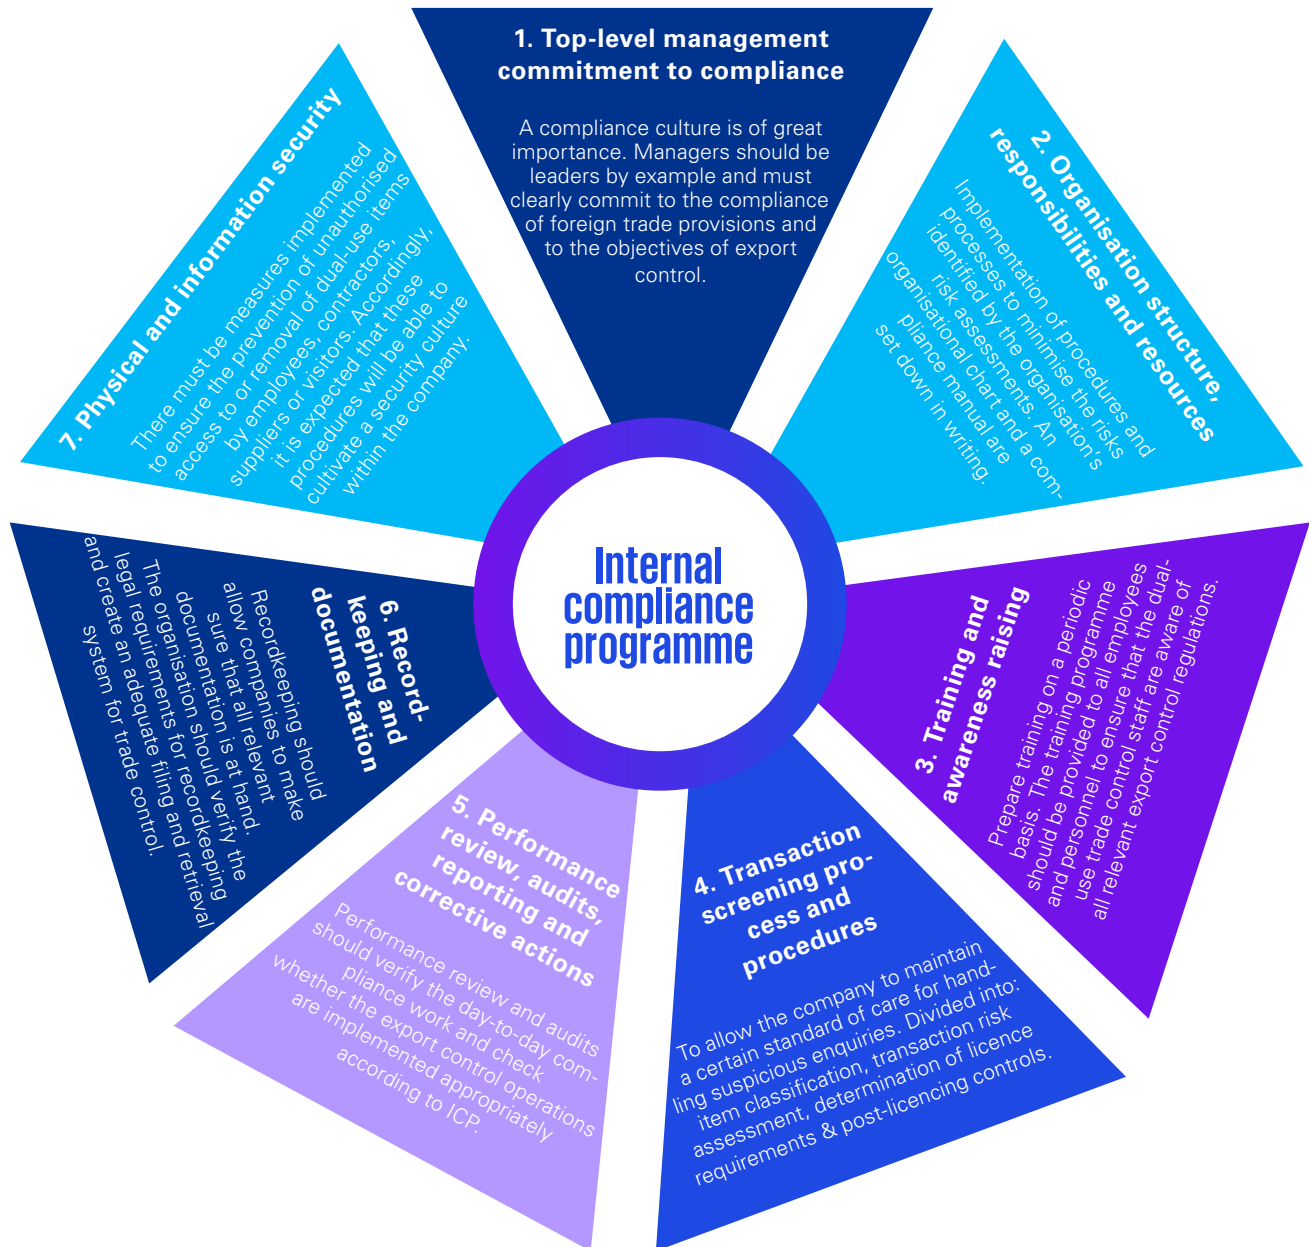 1. Top-level management
commitment to compliance
A compliance culture is of great
importance. Managers should be
leaders by example and must
clearly commit to the compliance
of foreign trade provisions and
to the objectives of export
control.
2. Organisation structure,
responsibilities and resources
Implementation of procedures and
processes to minimise the risks
identified by the organisation’s
risk assessments. An
organisational chart and a com-
pliance manual are
set down in writing.
3. Training and
awareness raising
Prepare training on a periodic
basis. The training programme
should be provided to all employees
and personnel to ensure that the dual-
use trade control staff are aware of
all relevant export control regulations.
4. Transaction
screening pro-
cess and
procedures
To allow the company to maintain
a certain standard of care for hand-
ling suspicious enquiries. Divided into:
item classification, transaction risk
assessment, determination of licence
requirements & post-licencing controls.
5. Performance
review, audits,
reporting and
corrective actions
Performance review and audits
should verify the day-to-day com-
pliance work and check
whether the export control operations
are implemented appropriately
according to ICP.
6. Record-
keeping and
documentation
Recordkeeping should
allow companies to make
sure that all relevant
documentation is at hand.
The organisation should verify the
legal requirements for recordkeeping
and create an adequate filing and retrieval
system for trade control.
7. Physical and information security
There must be measures implemented
to ensure the prevention of unauthorised
access to or removal of dual-use items
by employees, contractors,
suppliers or visitors. Accordingly,
it is expected that these
procedures will be able to
cultivate a security culture
within the company.
Internal
compliance
programme